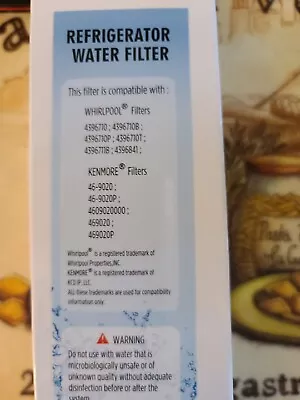 REFRIGERATOR
WATER FILTER
This filter is compatible with :
WHIRLPOOL® Filters
4396710 ; 4396710B ;
4396710P ; 4396710T ;
4396711B ; 4396841 ;
KENMORE® Filters
46-9020 ;
46-9020P ;
4609020000 ;
469020 ;
469020P
Whirlpool® is a registered trademark of
Whirlpool Properties,INC.
KENMORE® is a registered trademark of
KCD IP. LLC.
ALL these trademarks are used for compatibility
information only.
WARNING
Do not use with water that is
microbiologically unsafe or of
unknown quality without adequate
disinfection before or after the
system.